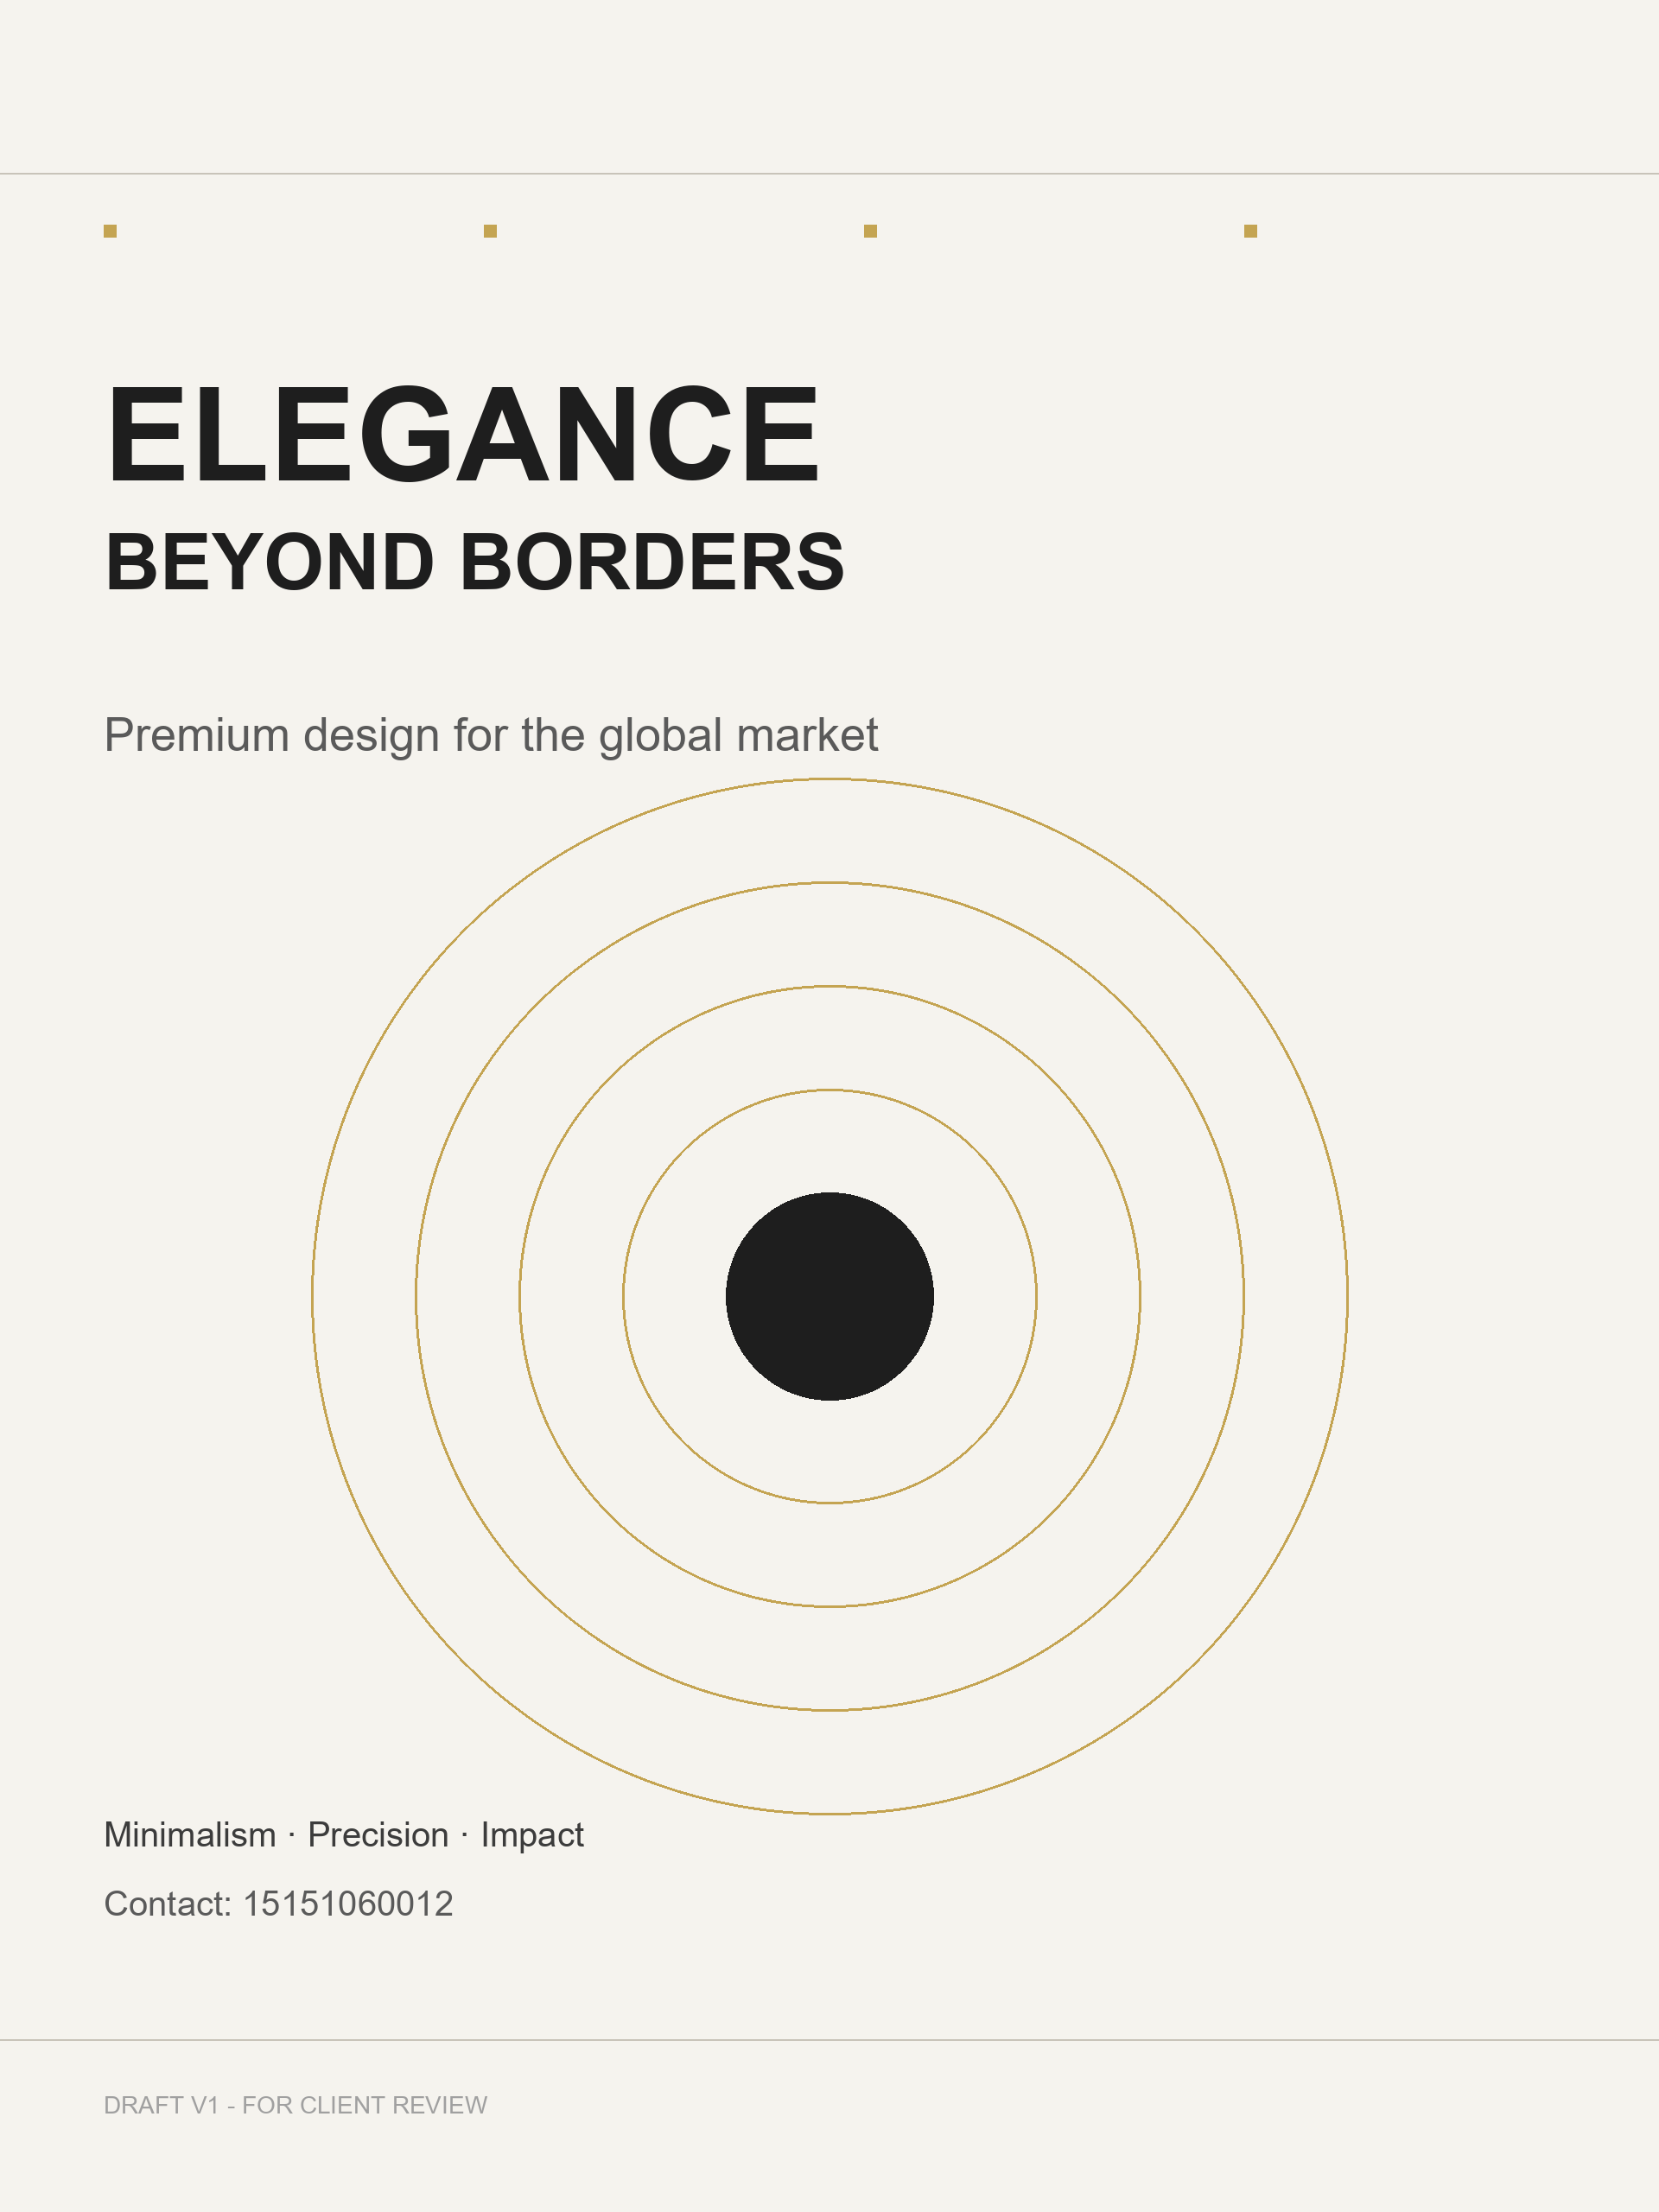 ELEGANCE
BEYOND BORDERS
Premium design for the global market
Minimalism · Precision · Impact
Contact: 15151060012
DRAFT V1 - FOR CLIENT REVIEW